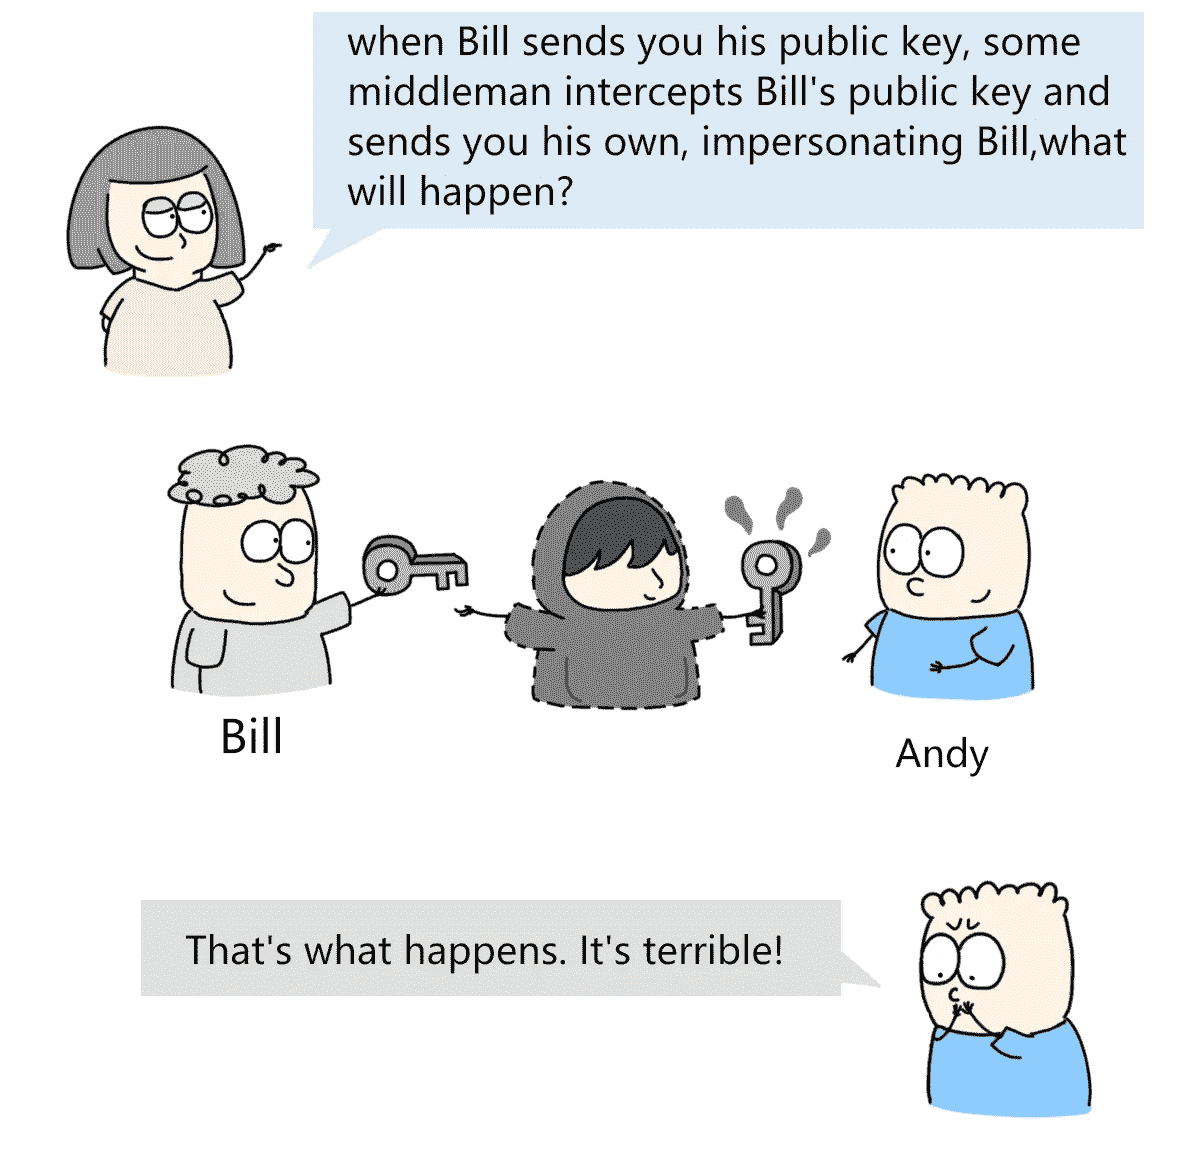 when Bill sends you his public key, some
middleman intercepts Bill's public key and
sends you his own, impersonating Bill,what
will happen?
Bill
Andy
That's what happens. It's terrible!